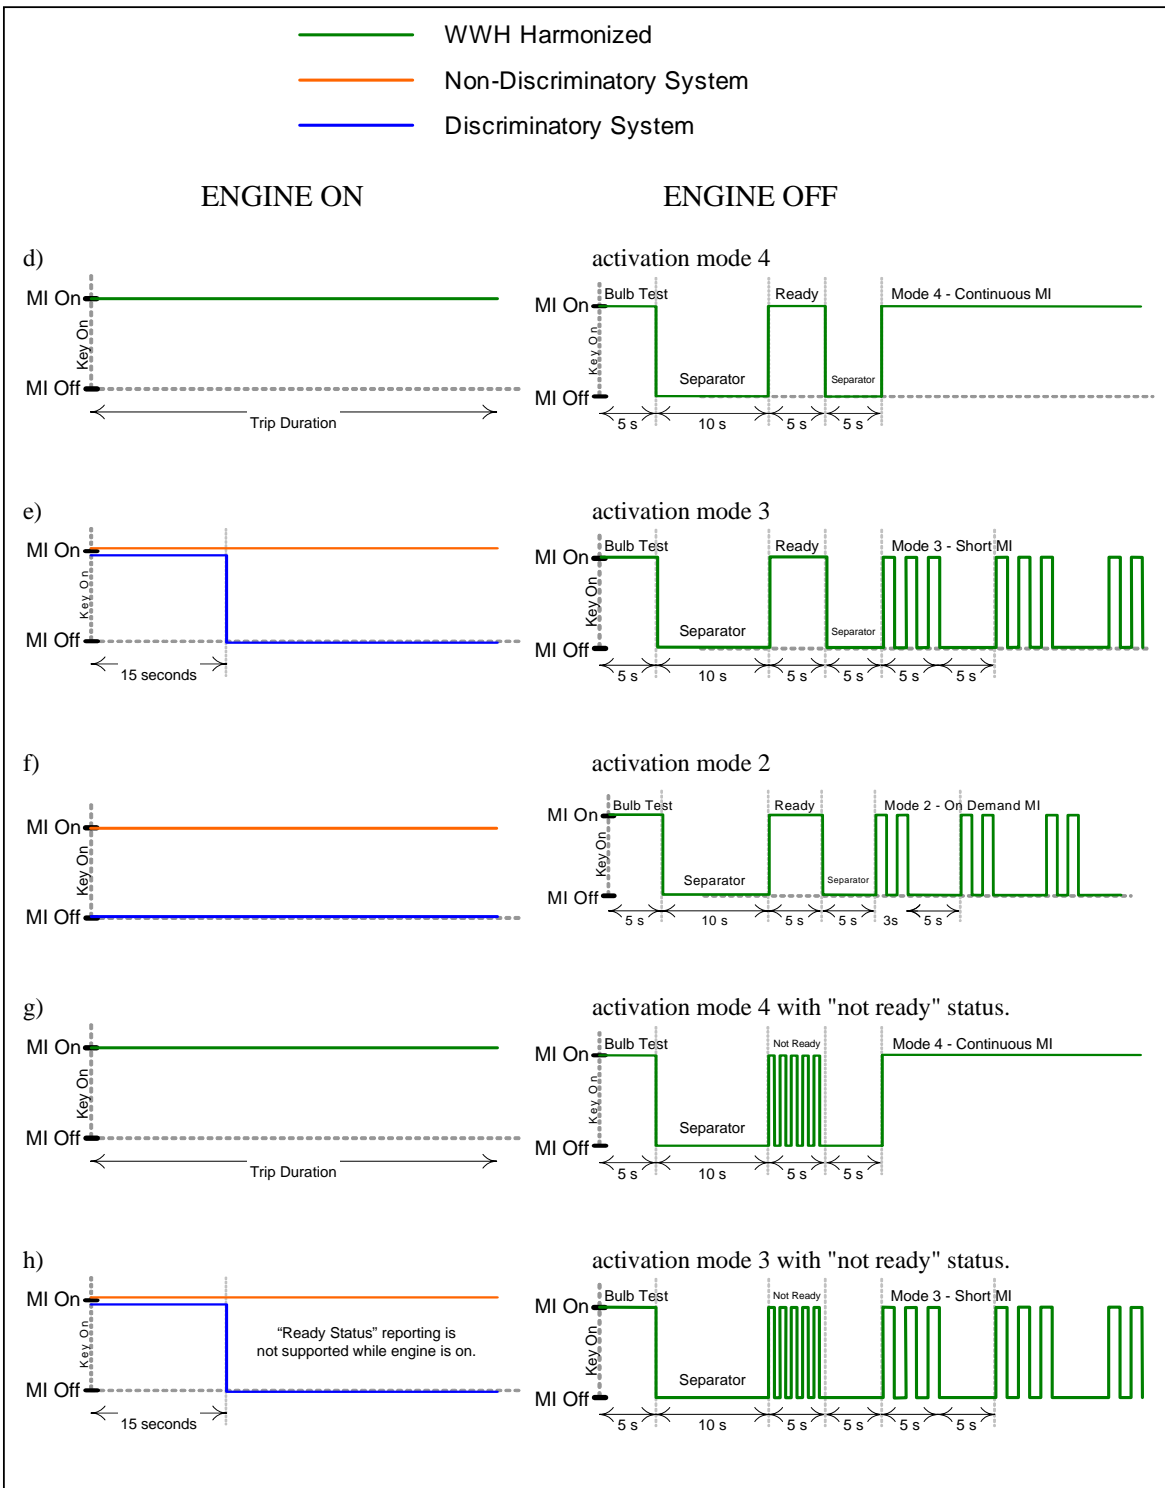 WWH Harmonized
Non-Discriminatory System
Discriminatory System
ENGINE ON
ENGINE OFF
d)
MI On
Key On
MI Off
Trip Duration
activation mode 4
MI On
Bulb Test
Ready
Mode 4 - Continuous MI
Key On
Separator
Separator
MI Off
5 s
10 s
5 s
5 s
e)
MI On
Key On
MI Off
15 seconds
activation mode 3
MI On
Bulb Test
Ready
Mode 3 - Short MI
Key On
Separator
Separator
MI Off
5 s
10 s
5 s
5 s
5 s
5 s
f)
MI On
Key On
MI Off
activation mode 2
MI On
Bulb Test
Ready
Mode 2 - On Demand MI
Key On
Separator
Separator
MI Off
5 s
10 s
5 s
5 s
3s
5 s
g)
MI On
Key On
MI Off
Trip Duration
activation mode 4 with "not ready" status.
MI On
Bulb Test
Not Ready
Mode 4 - Continuous MI
Key On
Separator
MI Off
5 s
10 s
5 s
5 s
h)
MI On
Key On
MI Off
“Ready Status” reporting is
not supported while engine is on.
15 seconds
activation mode 3 with "not ready" status.
MI On
Bulb Test
Not Ready
Mode 3 - Short MI
Key On
Separator
MI Off
5 s
10 s
5 s
5 s
5 s
5 s